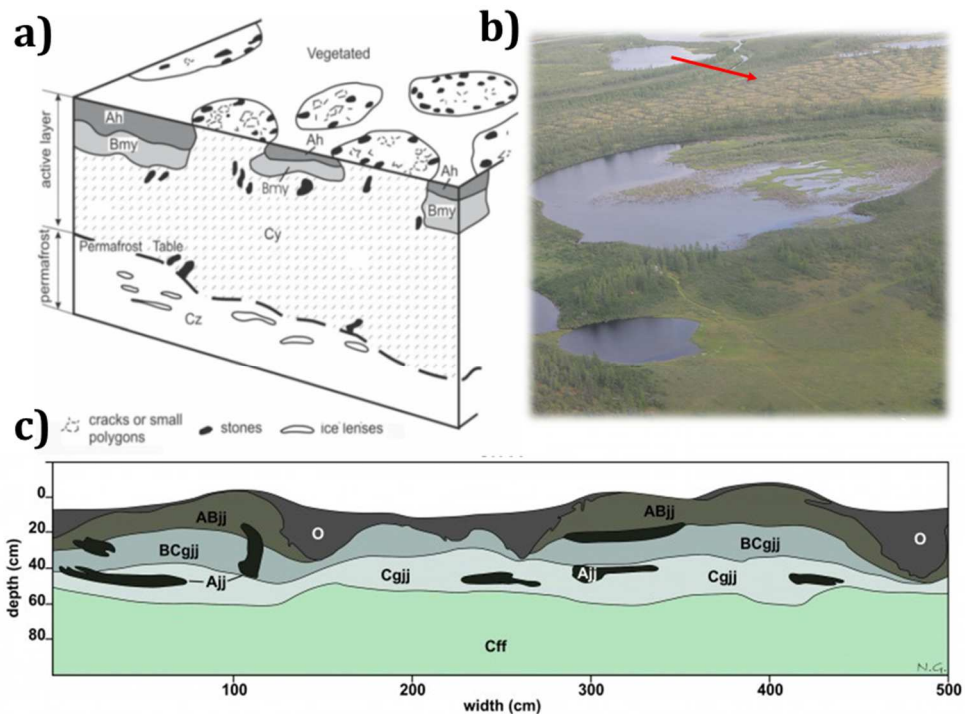 a)
Vegetated
active layer
Ah
Bmy
Ah
Bmy
Ah
Bmy
Cy
permafrost
Permafrost Table
Cz
cracks or small
polygons
stones
ice lenses
b)
c)
0
20
40
60
80
depth (cm)
ABjj
O
ABjj
O
BCgjj
BCgjj
Ajj
Cgjj
Ajj
Cgjj
Cff
N.G.
100
200
300
400
500
width (cm)